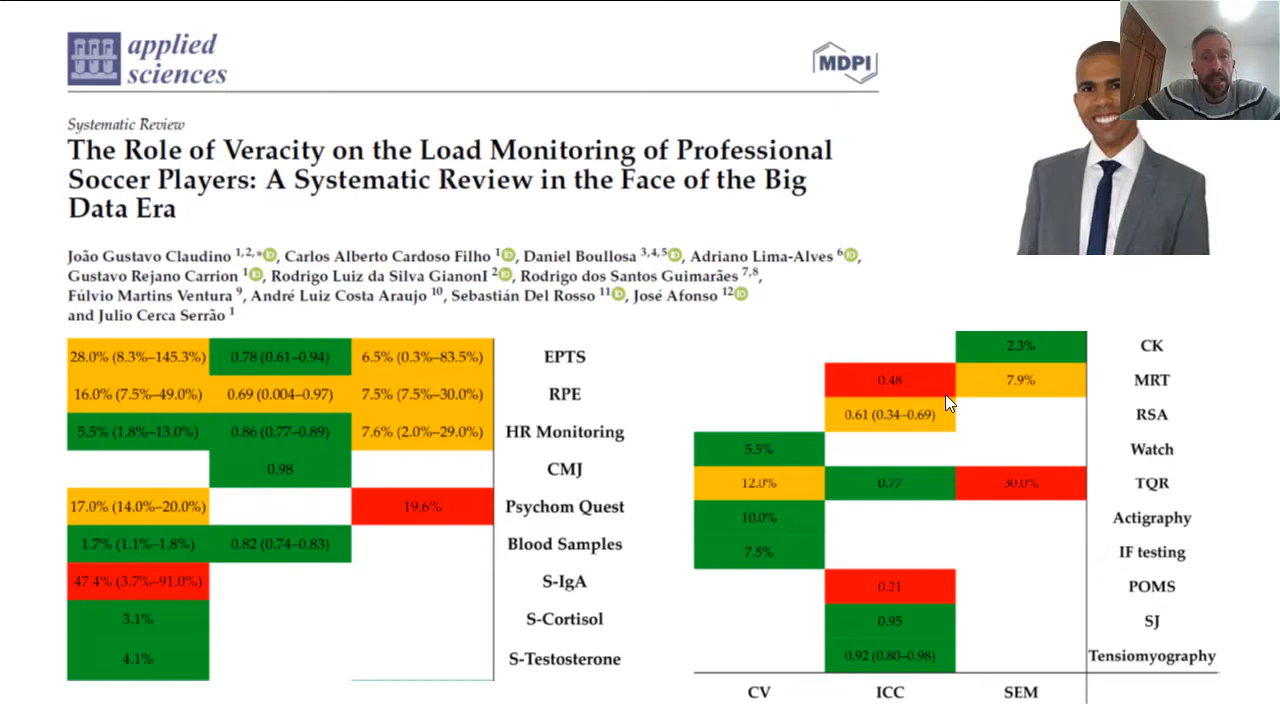 applied
sciences
MDPI
Systematic Review
The Role of Veracity on the Load Monitoring of Professional
Soccer Players: A Systematic Review in the Face of the Big
Data Era
João Gustavo Claudino 1,2,*, Carlos Alberto Cardoso Filho 1, Daniel Boullosa 3,4,5, Adriano Lima-Alves 6,
Gustavo Rejano Carrion 1, Rodrigo Luiz da Silva GianonI 2, Rodrigo dos Santos Guimarães 7,8,
Fúlvio Martins Ventura 9, André Luiz Costa Araujo 10, Sebastián Del Rosso 11, José Afonso 12
and Julio Cerca Serrão 1
28.0% (8.3%–145.3%) 0.78 (0.61–0.94) 6.5% (0.3%–83.5%) EPTS
16.0% (7.5%–49.0%) 0.69 (0.004–0.97) 7.5% (7.5%–30.0%) RPE
5.5% (1.8%–13.0%) 0.86 (0.77–0.89) 7.6% (2.0%–29.0%) HR Monitoring
0.98 CMJ
17.0% (14.0%–20.0%) 19.6% Psychom Quest
1.7% (1.1%–1.8%) 0.82 (0.74–0.83) Blood Samples
47.4% (3.7%–91.0%) S-IgA
3.1% S-Cortisol
4.1% S-Testosterone
2.3% CK
0.48 7.9% MRT
0.61 (0.34–0.69) RSA
5.5% Watch
12.0% 0.77 30.0% TQR
10.0% Actigraphy
7.5% IF testing
0.21 POMS
0.95 SJ
0.92 (0.80–0.98) Tensiomyography
CV ICC SEM